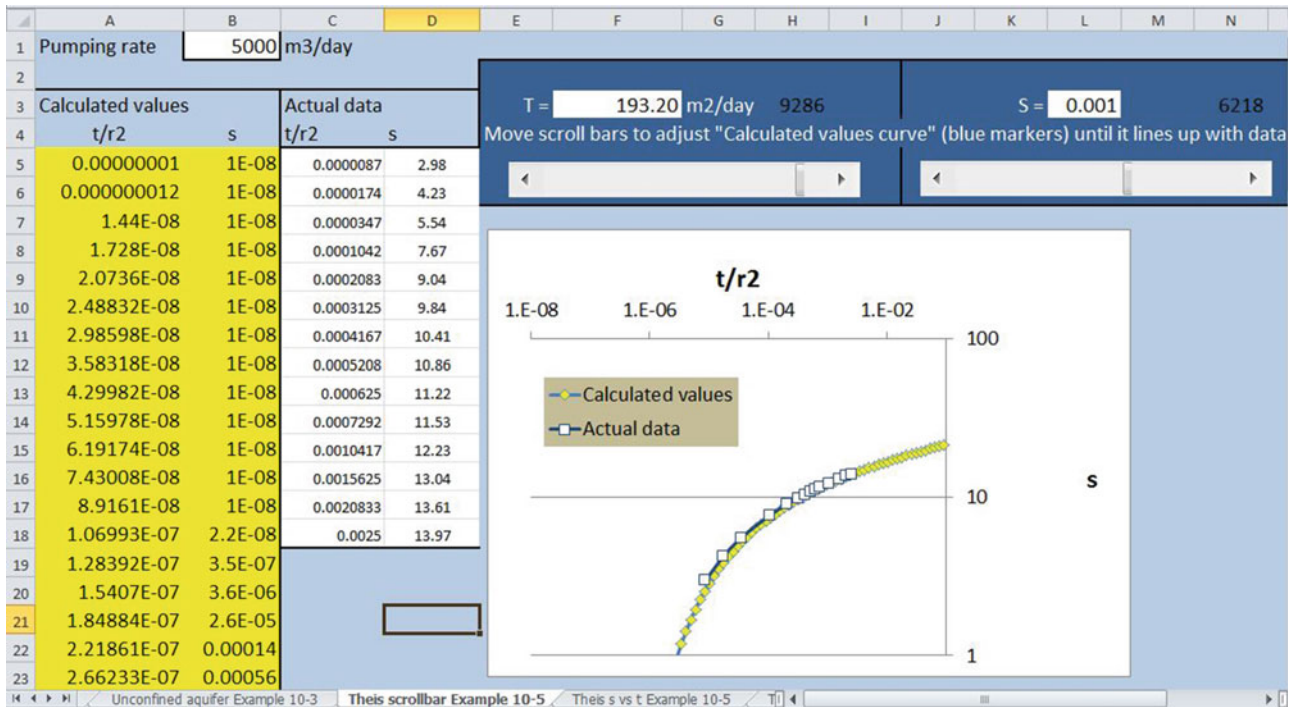 A B C D E F G H I J K L M N
1 Pumping rate 5000 m3/day
2
3 Calculated values Actual data T = 193.20 m2/day 9286 S = 0.001 6218
4 t/r2 s t/r2 s Move scroll bars to adjust "Calculated values curve" (blue markers) until it lines up with data
5 0.00000001 1E-08 0.0000087 2.98
6 0.000000012 1E-08 0.0000174 4.23
7 1.44E-08 1E-08 0.0000347 5.54
8 1.728E-08 1E-08 0.0001042 7.67
9 2.0736E-08 1E-08 0.0002083 9.04
10 2.48832E-08 1E-08 0.0003125 9.84
11 2.98598E-08 1E-08 0.0004167 10.41
12 3.58318E-08 1E-08 0.0005208 10.86
13 4.29982E-08 1E-08 0.000625 11.22
14 5.15978E-08 1E-08 0.0007292 11.53
15 6.19174E-08 1E-08 0.0010417 12.23
16 7.43008E-08 1E-08 0.0015625 13.04
17 8.9161E-08 1E-08 0.0020833 13.61
18 1.06993E-07 2.2E-08 0.0025 13.97
19 1.28392E-07 3.5E-07
20 1.5407E-07 3.6E-06
21 1.84884E-07 2.6E-05
22 2.21861E-07 0.00014
23 2.66233E-07 0.00056
t/r2
1.E-08 1.E-06 1.E-04 1.E-02
100
Calculated values
Actual data
10
s
1
Unconfined aquifer Example 10-3 Theis scrollbar Example 10-5 Theis s vs t Example 10-5